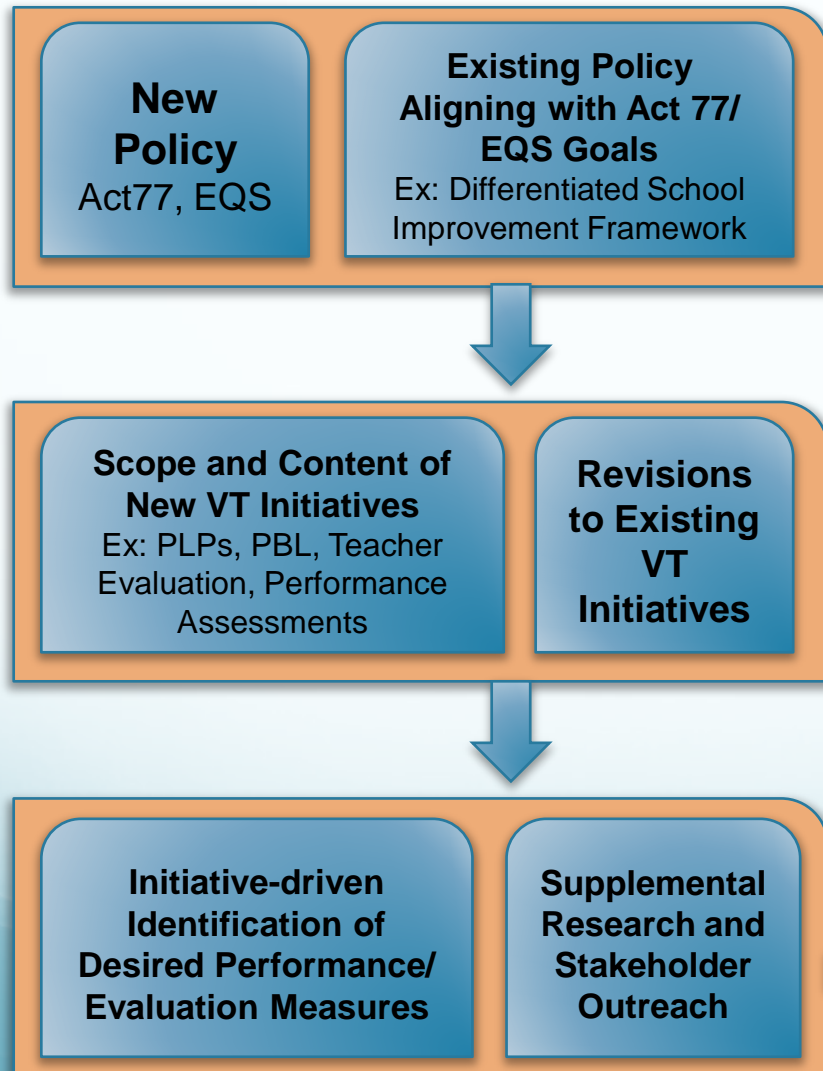 New
Policy
Act77, EQS
Existing Policy
Aligning with Act 77/
EQS Goals
Ex: Differentiated School
Improvement Framework
Scope and Content of
New VT Initiatives
Ex: PLPs, PBL, Teacher
Evaluation, Performance
Assessments
Revisions
to Existing
VT
Initiatives
Initiative-driven
Identification of
Desired Performance/
Evaluation Measures
Supplemental
Research and
Stakeholder
Outreach